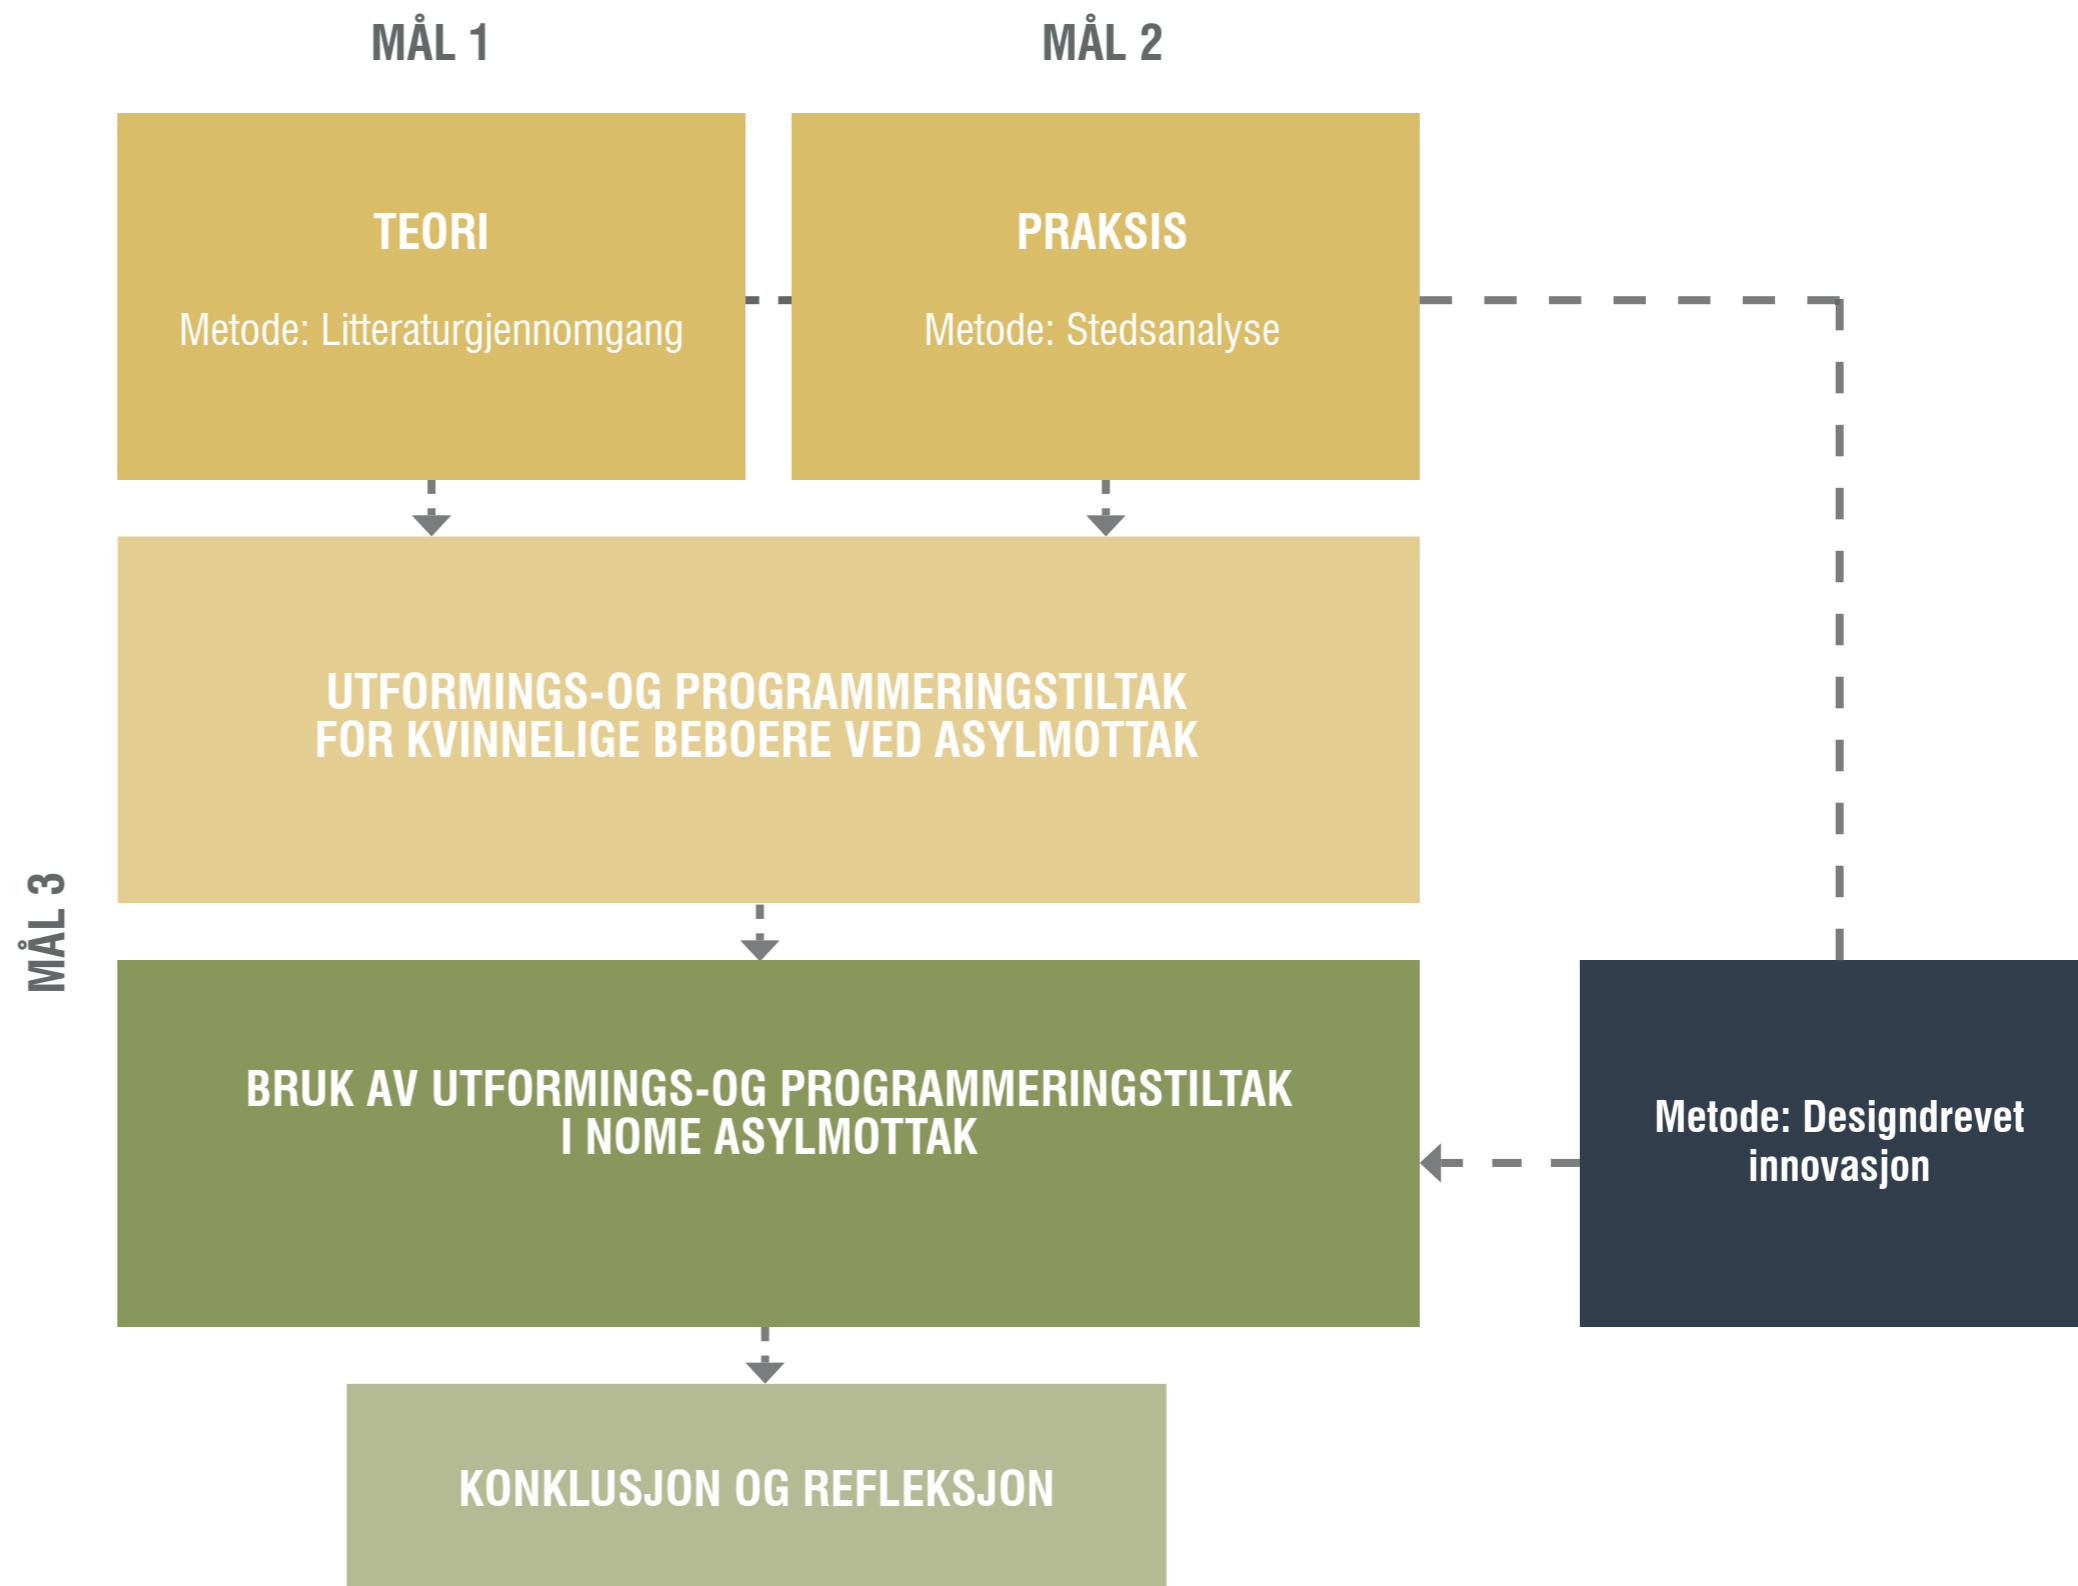 MÅL 1
MÅL 2
TEORI
Metode: Litteraturgjennomgang
PRAKSIS
Metode: Stedsanalyse
UTFORMINGS-OG PROGRAMMERINGSTILTAK
FOR KVINNELIGE BEBOERE VED ASYLMOTTAK
MÅL 3
BRUK AV UTFORMINGS-OG PROGRAMMERINGSTILTAK
I NOME ASYLMOTTAK
Metode: Designdrevet
innovasjon
KONKLUSJON OG REFLEKSJON